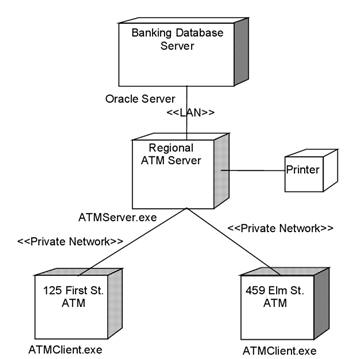 Banking Database
Server
Oracle Server
<<LAN>>
Regional
ATM Server
Printer
ATMServer.exe
<<Private Network>>
<<Private Network>>
125 First St.
ATM
459 Elm St.
ATM
ATMClient.exe
ATMClient.exe